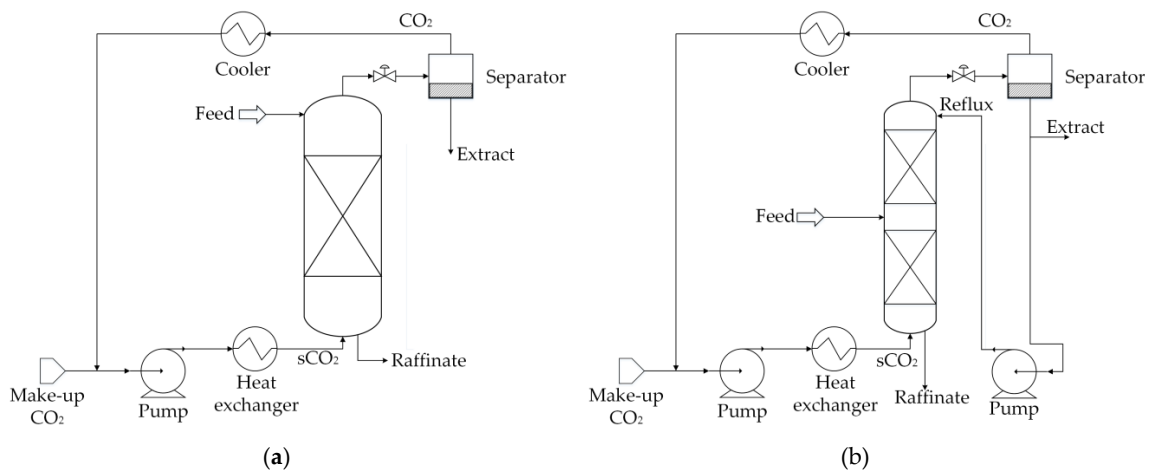 CO₂
Cooler
Separator
Feed
Extract
sCO₂
Raffinate
Heat
exchanger
Make-up
CO₂
Pump
(a)
CO₂
Cooler
Separator
Reflux
Extract
Feed
sCO₂
Raffinate
Heat
exchanger
Make-up
CO₂
Pump
Pump
(b)